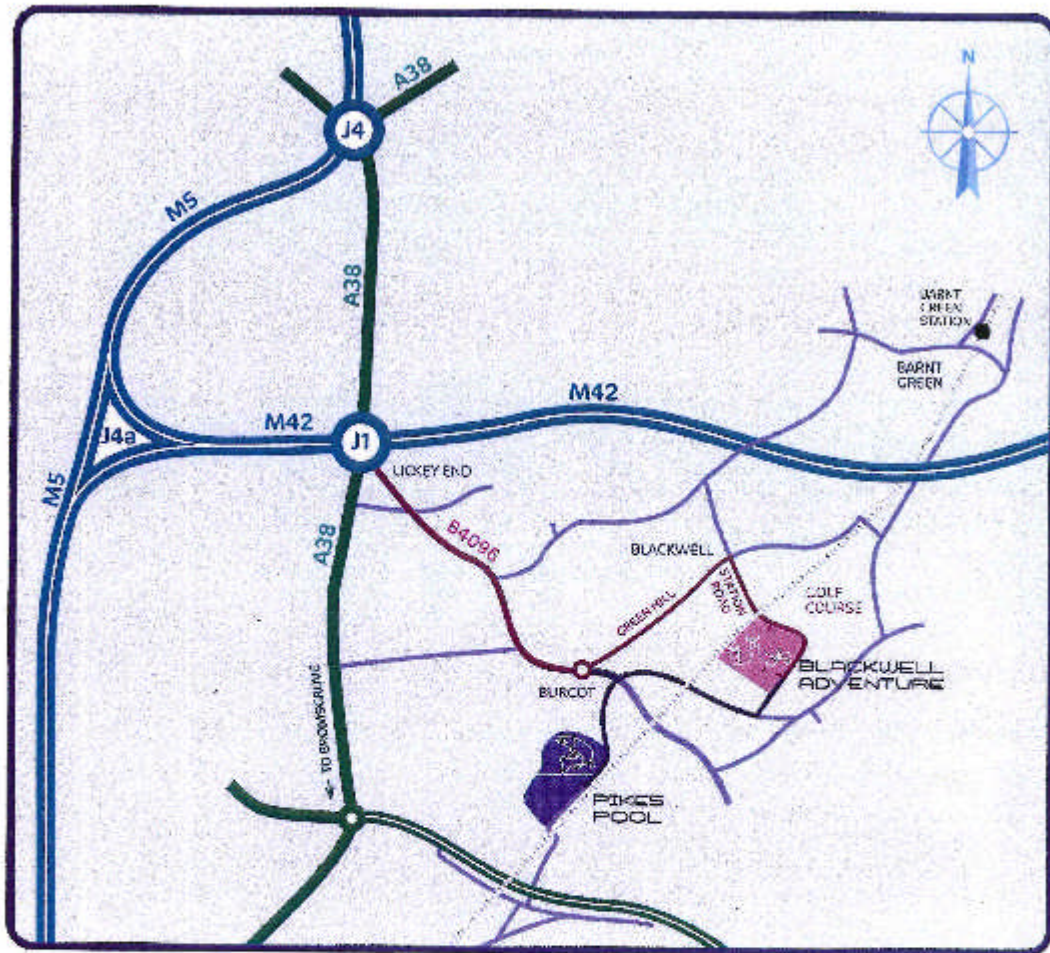 N
A38
J4
M5
A38
BARNT
GREEN
STATION
BARNT
GREEN
M42
M42
J4a
J1
LICKEY END
M5
A38
B4096
BLACKWELL
STATION
ROAD
GREEN HILL
GOLF
COURSE
BLACKWELL
ADVENTURE
BURCOT
← TO BROMSGROVE
PIKES
POOL